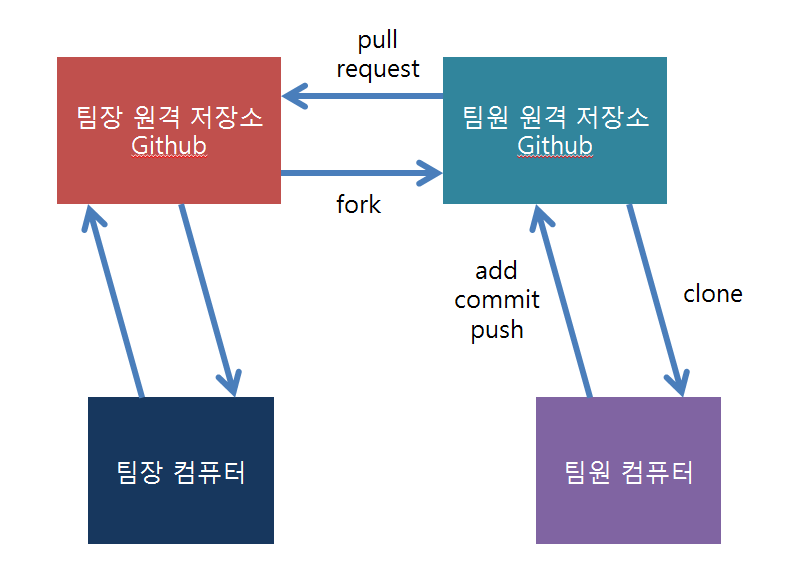 pull
request
팀장 원격 저장소
Github
팀원 원격 저장소
Github
fork
add
commit
push
clone
팀장 컴퓨터
팀원 컴퓨터